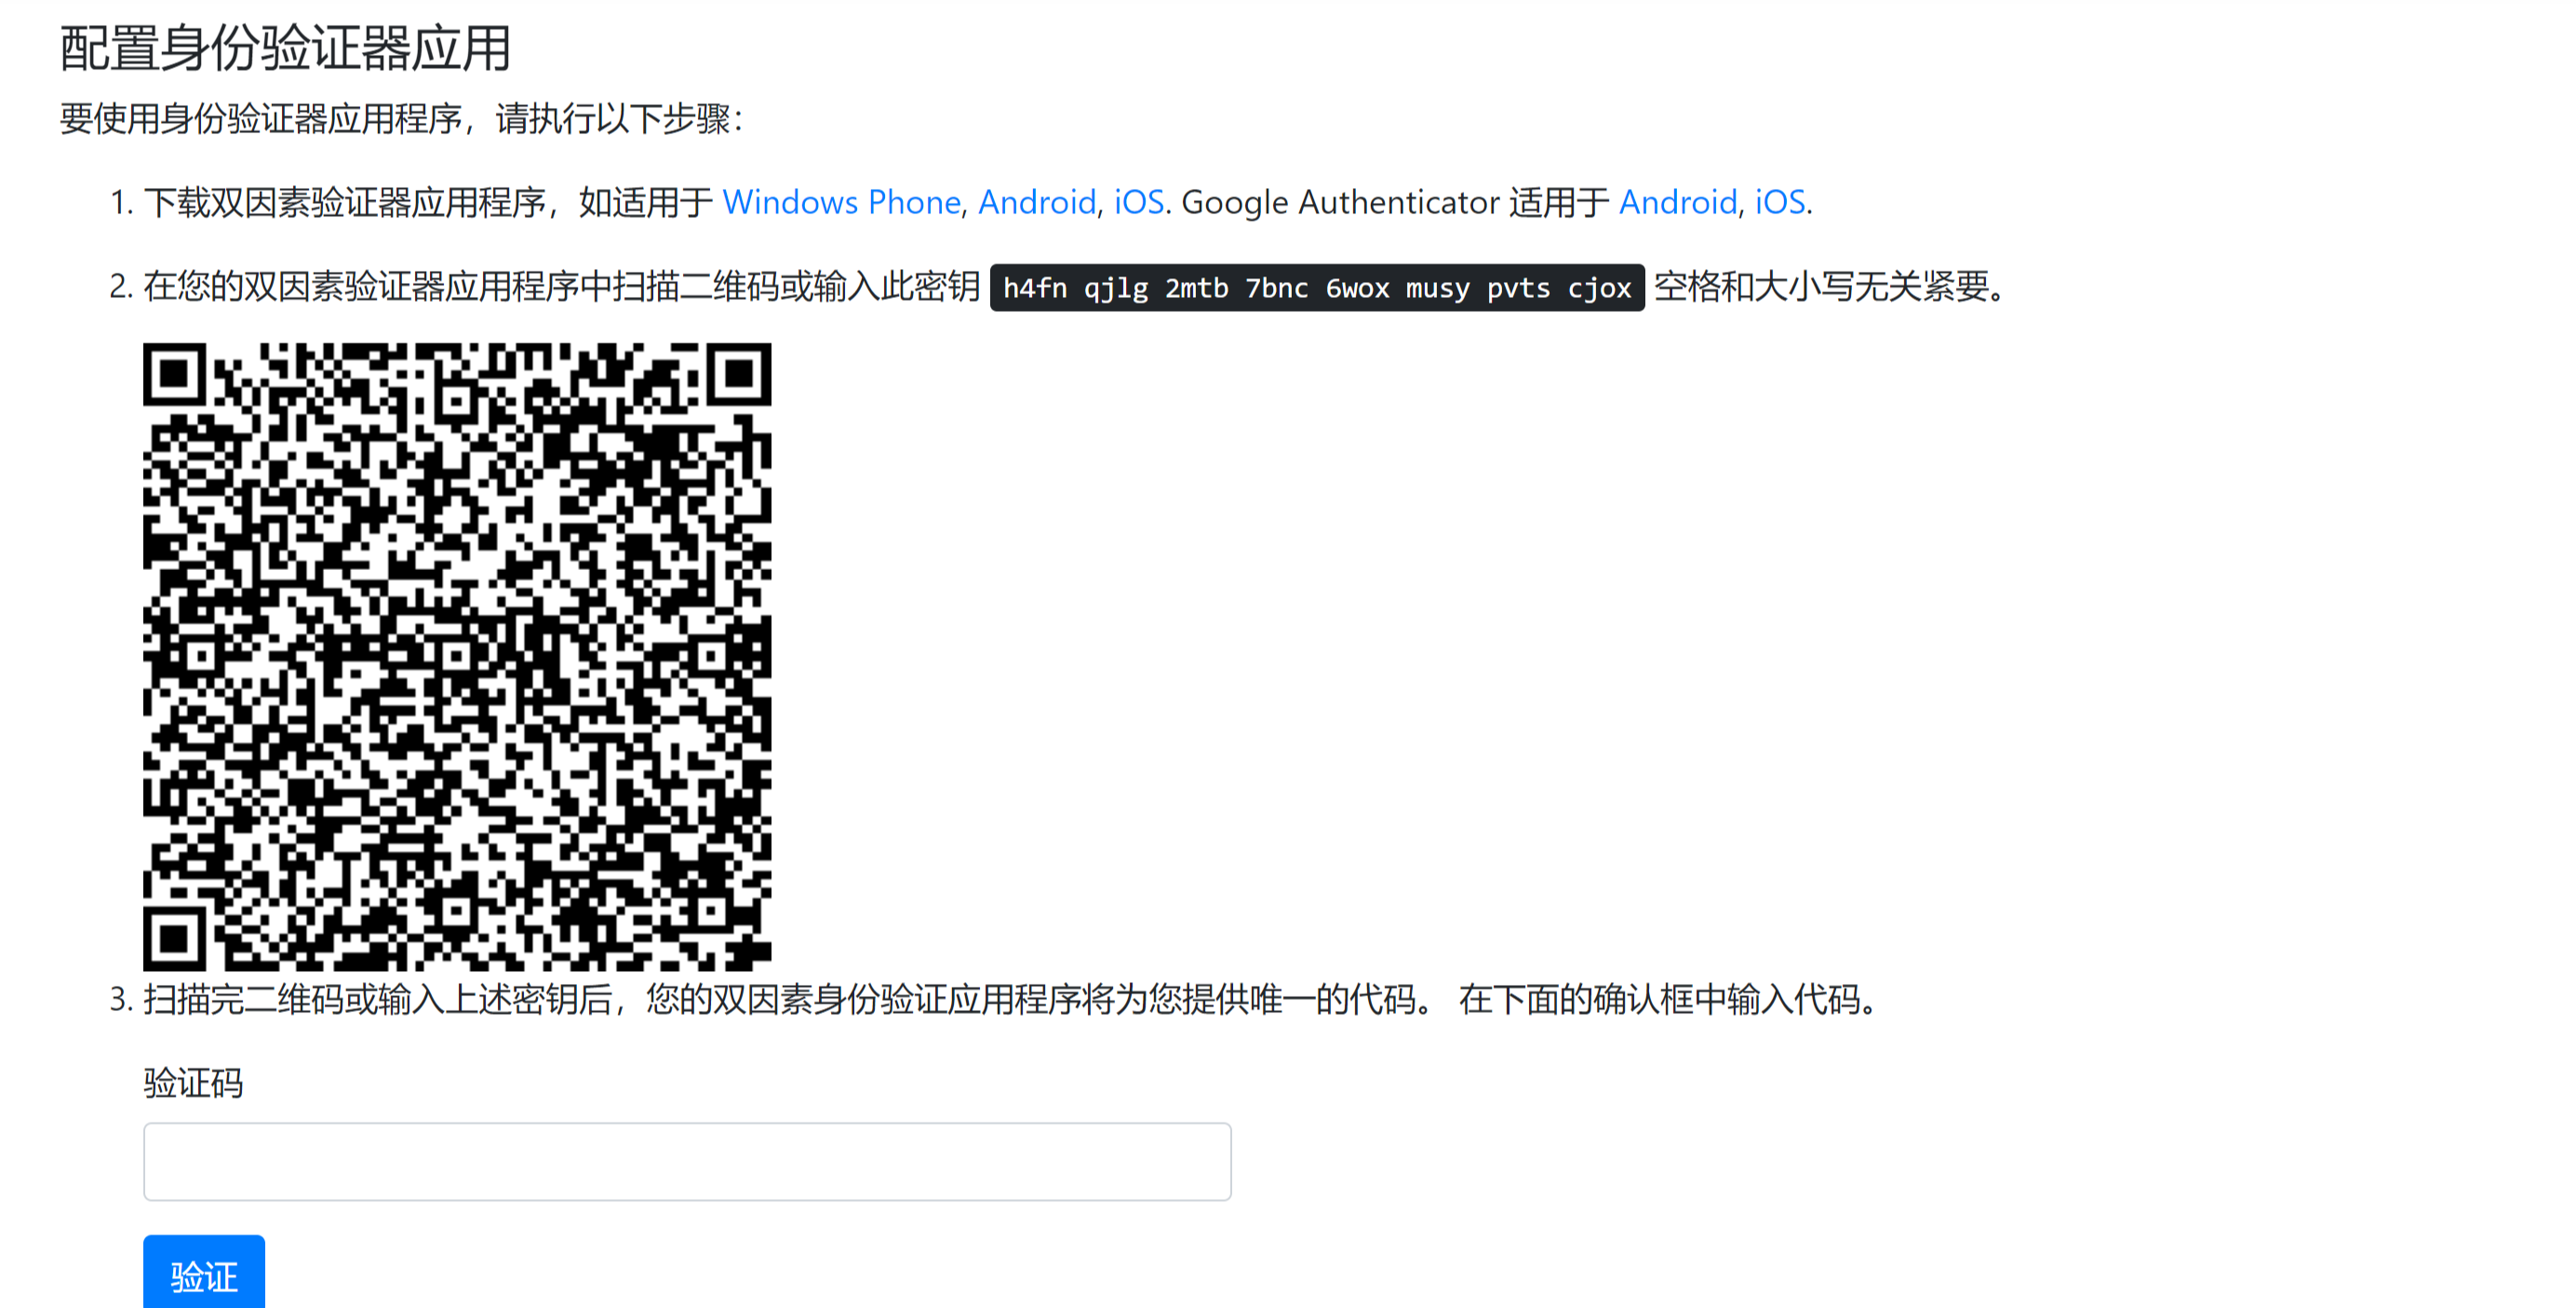 配置身份验证器应用
要使用身份验证器应用程序，请执行以下步骤：
1. 下载双因素验证器应用程序，如适用于 Windows Phone, Android, iOS. Google Authenticator 适用于 Android, iOS.
2. 在您的双因素验证器应用程序中扫描二维码或输入此密钥 h4fn qjlg 2mtb 7bnc 6wox musy pvts cjox 空格和大小写无关紧要。
3. 扫描完二维码或输入上述密钥后，您的双因素身份验证应用程序将为您提供唯一的代码。 在下面的确认框中输入代码。
验证码
验证